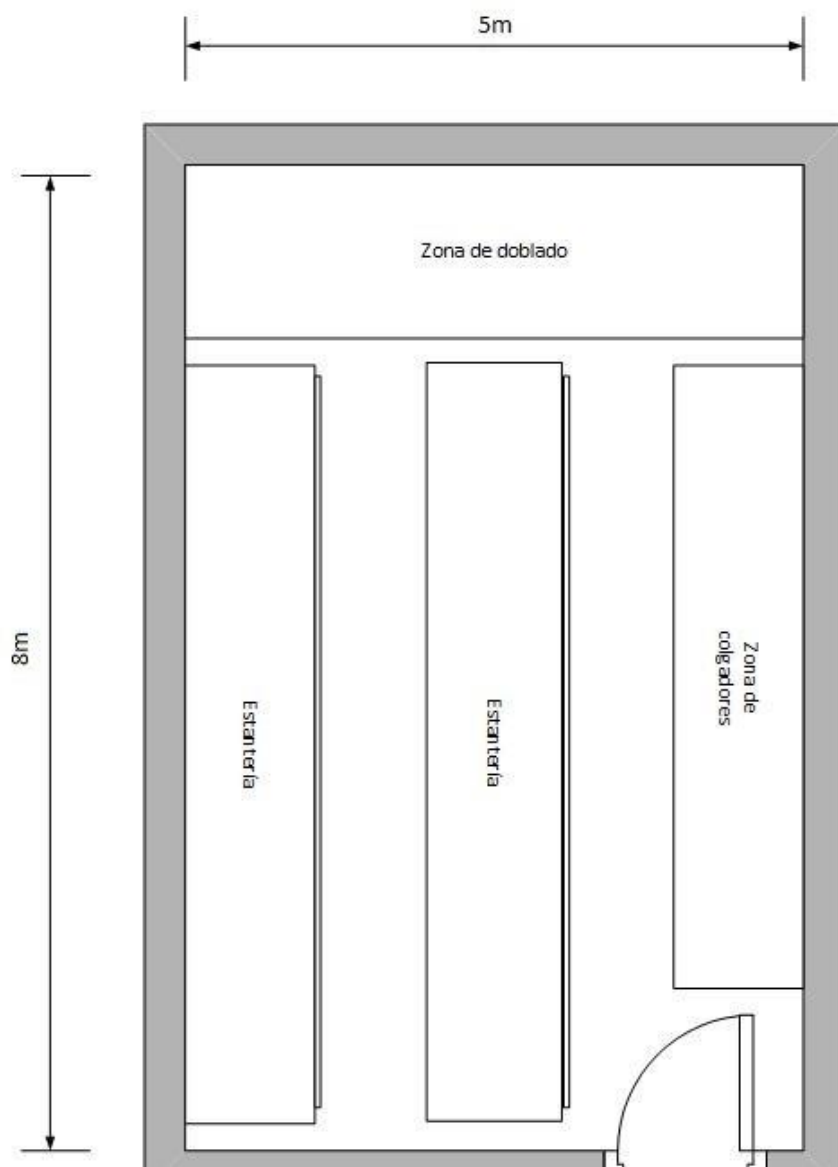 5m
Zona de doblado
8m
Estantería
Estantería
Zona de
colgadores